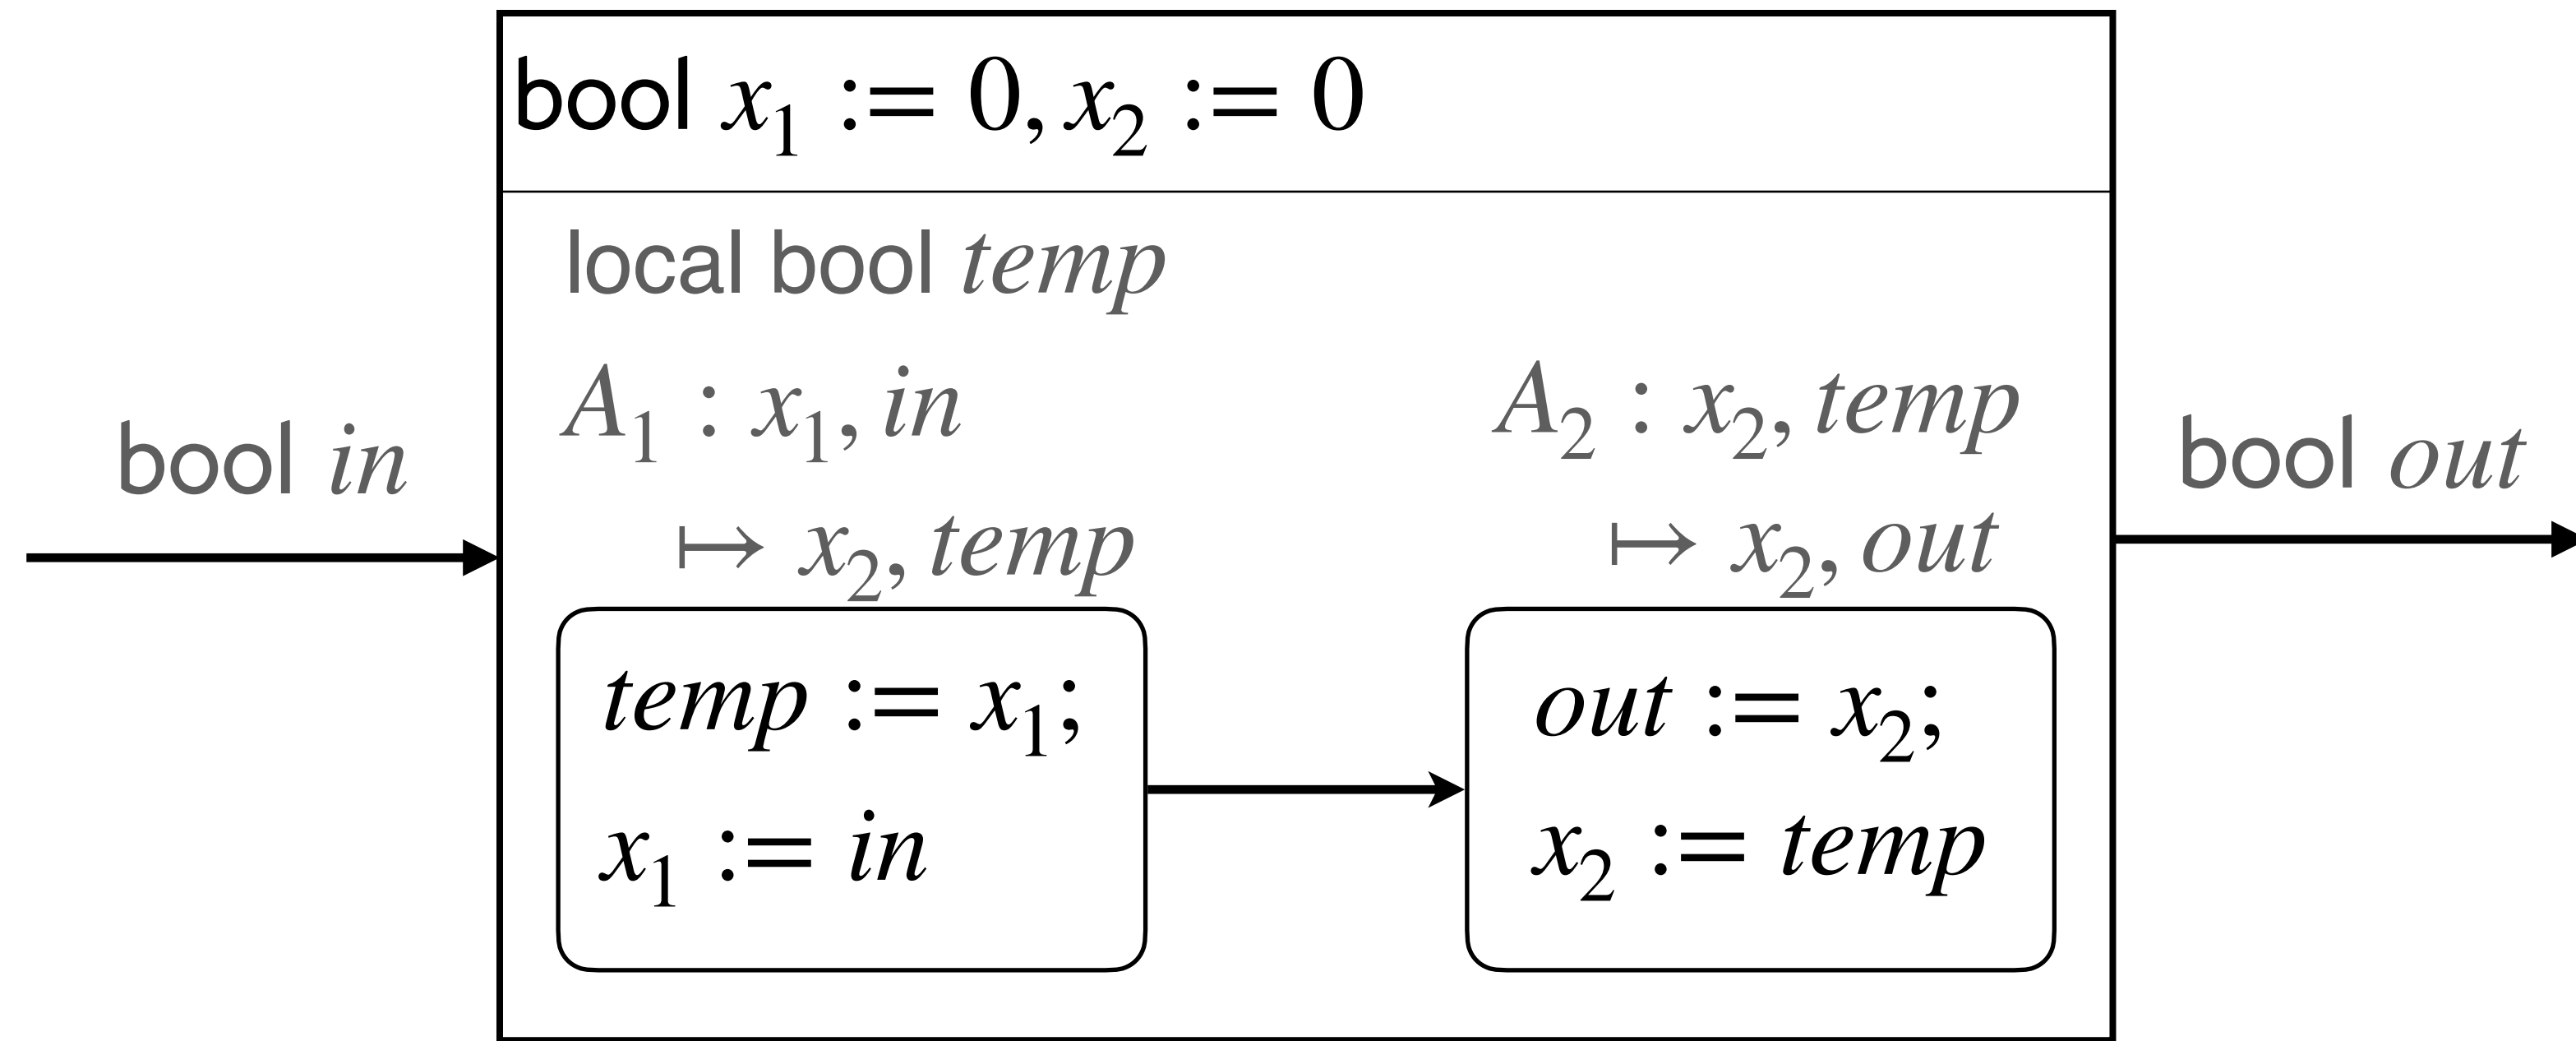 bool x₁ := 0, x₂ := 0
local bool temp
A₁ : x₁, in
↦ x₂, temp
A₂ : x₂, temp
↦ x₂, out
bool in
bool out
temp := x₁;
x₁ := in
out := x₂;
x₂ := temp